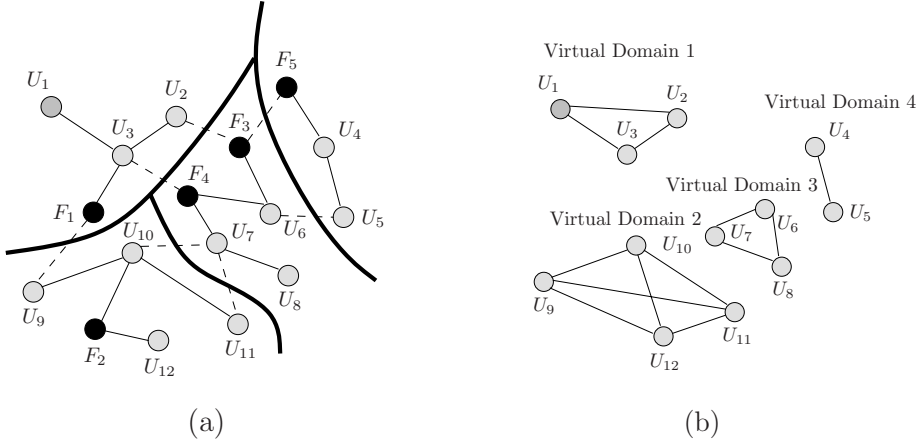 U1
U2
U3
F1
F5
F3
U4
F4
U5
U6
U10
U7
U9
U8
F2
U12
U11
(a)
Virtual Domain 1
U1
U2
U3
Virtual Domain 4
U4
U5
Virtual Domain 3
U6
U7
U8
Virtual Domain 2
U10
U9
U11
U12
(b)